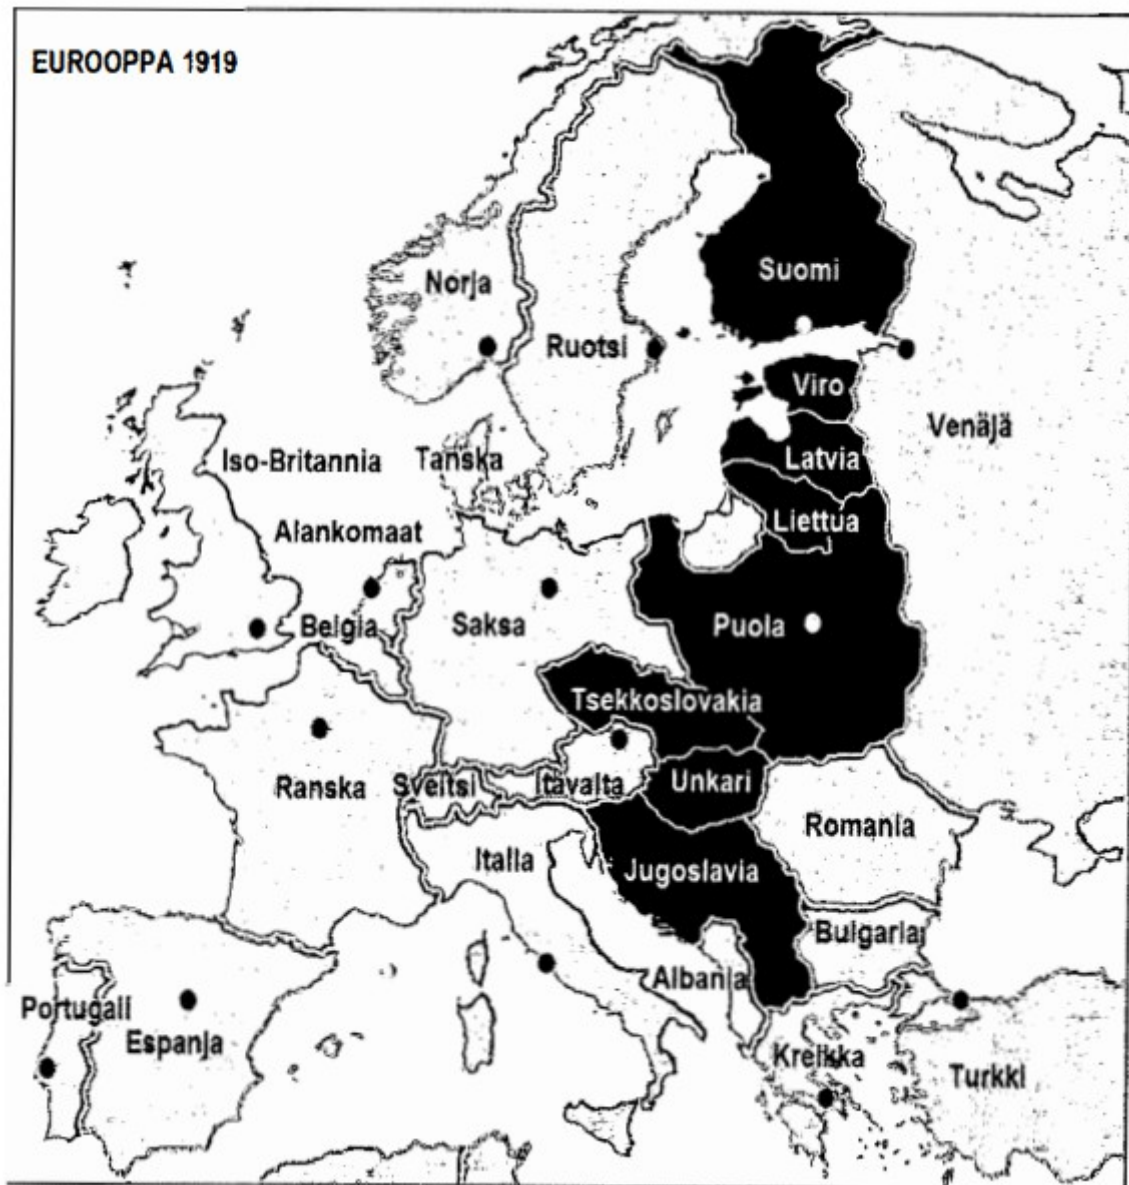 EUROOPPA 1919
Suomi
Norja
Ruotsi
Viro
Venäjä
Iso-Britannia
Tanska
Latvia
Liettua
Alankomaat
Belgia
Saksa
Puola
Tsekkoslovakia
Ranska
Sveitsi
Itavalta
Unkari
Romania
Italia
Jugoslavia
Bulgaria
Albania
Portugali
Espanja
Kreikka
Turkki